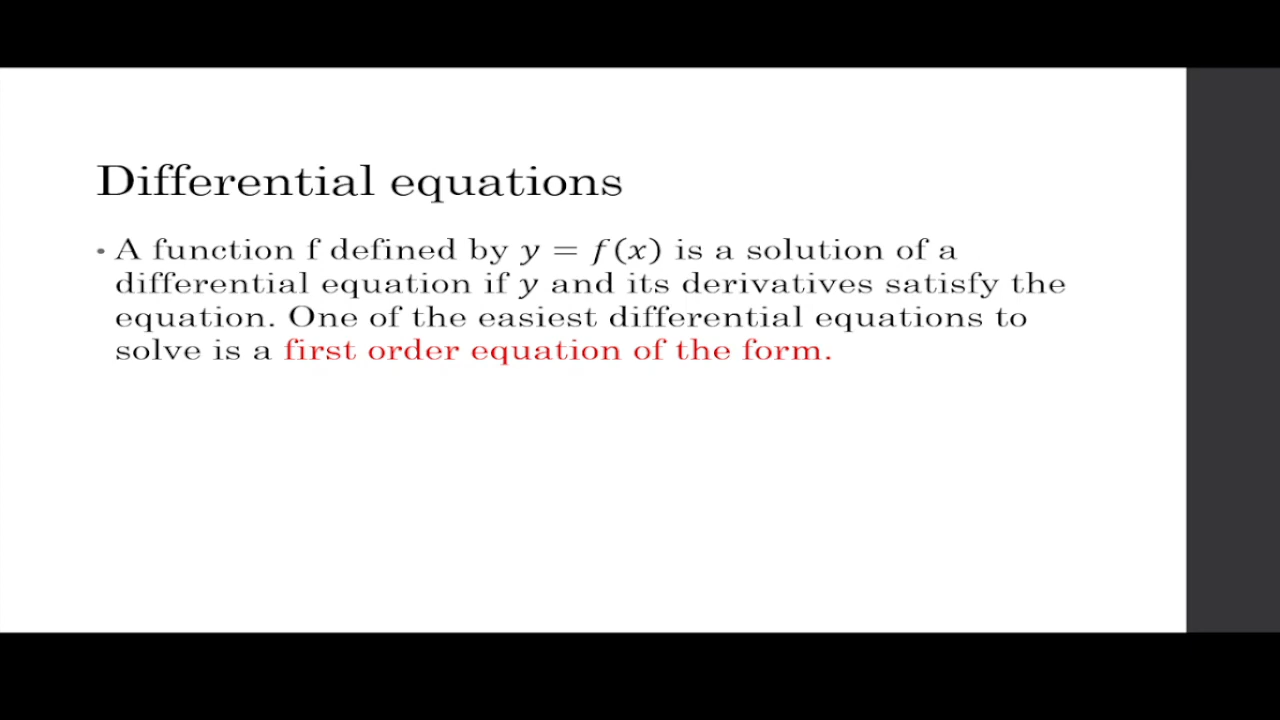 Differential equations
• A function f defined by y = f(x) is a solution of a
differential equation if y and its derivatives satisfy the
equation. One of the easiest differential equations to
solve is a first order equation of the form.